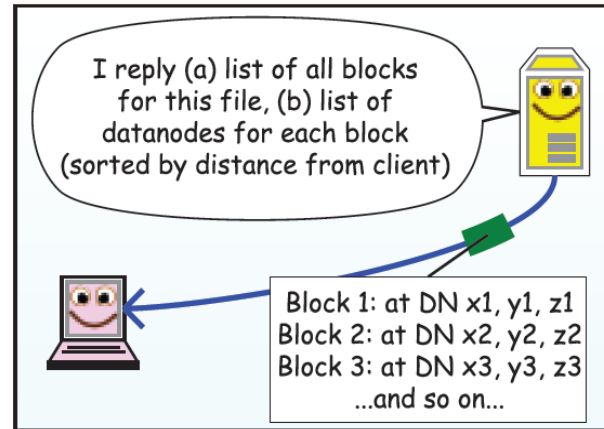 I reply (a) list of all blocks
for this file, (b) list of
datanodes for each block
(sorted by distance from client)
Block 1: at DN x1, y1, z1
Block 2: at DN x2, y2, z2
Block 3: at DN x3, y3, z3
...and so on...